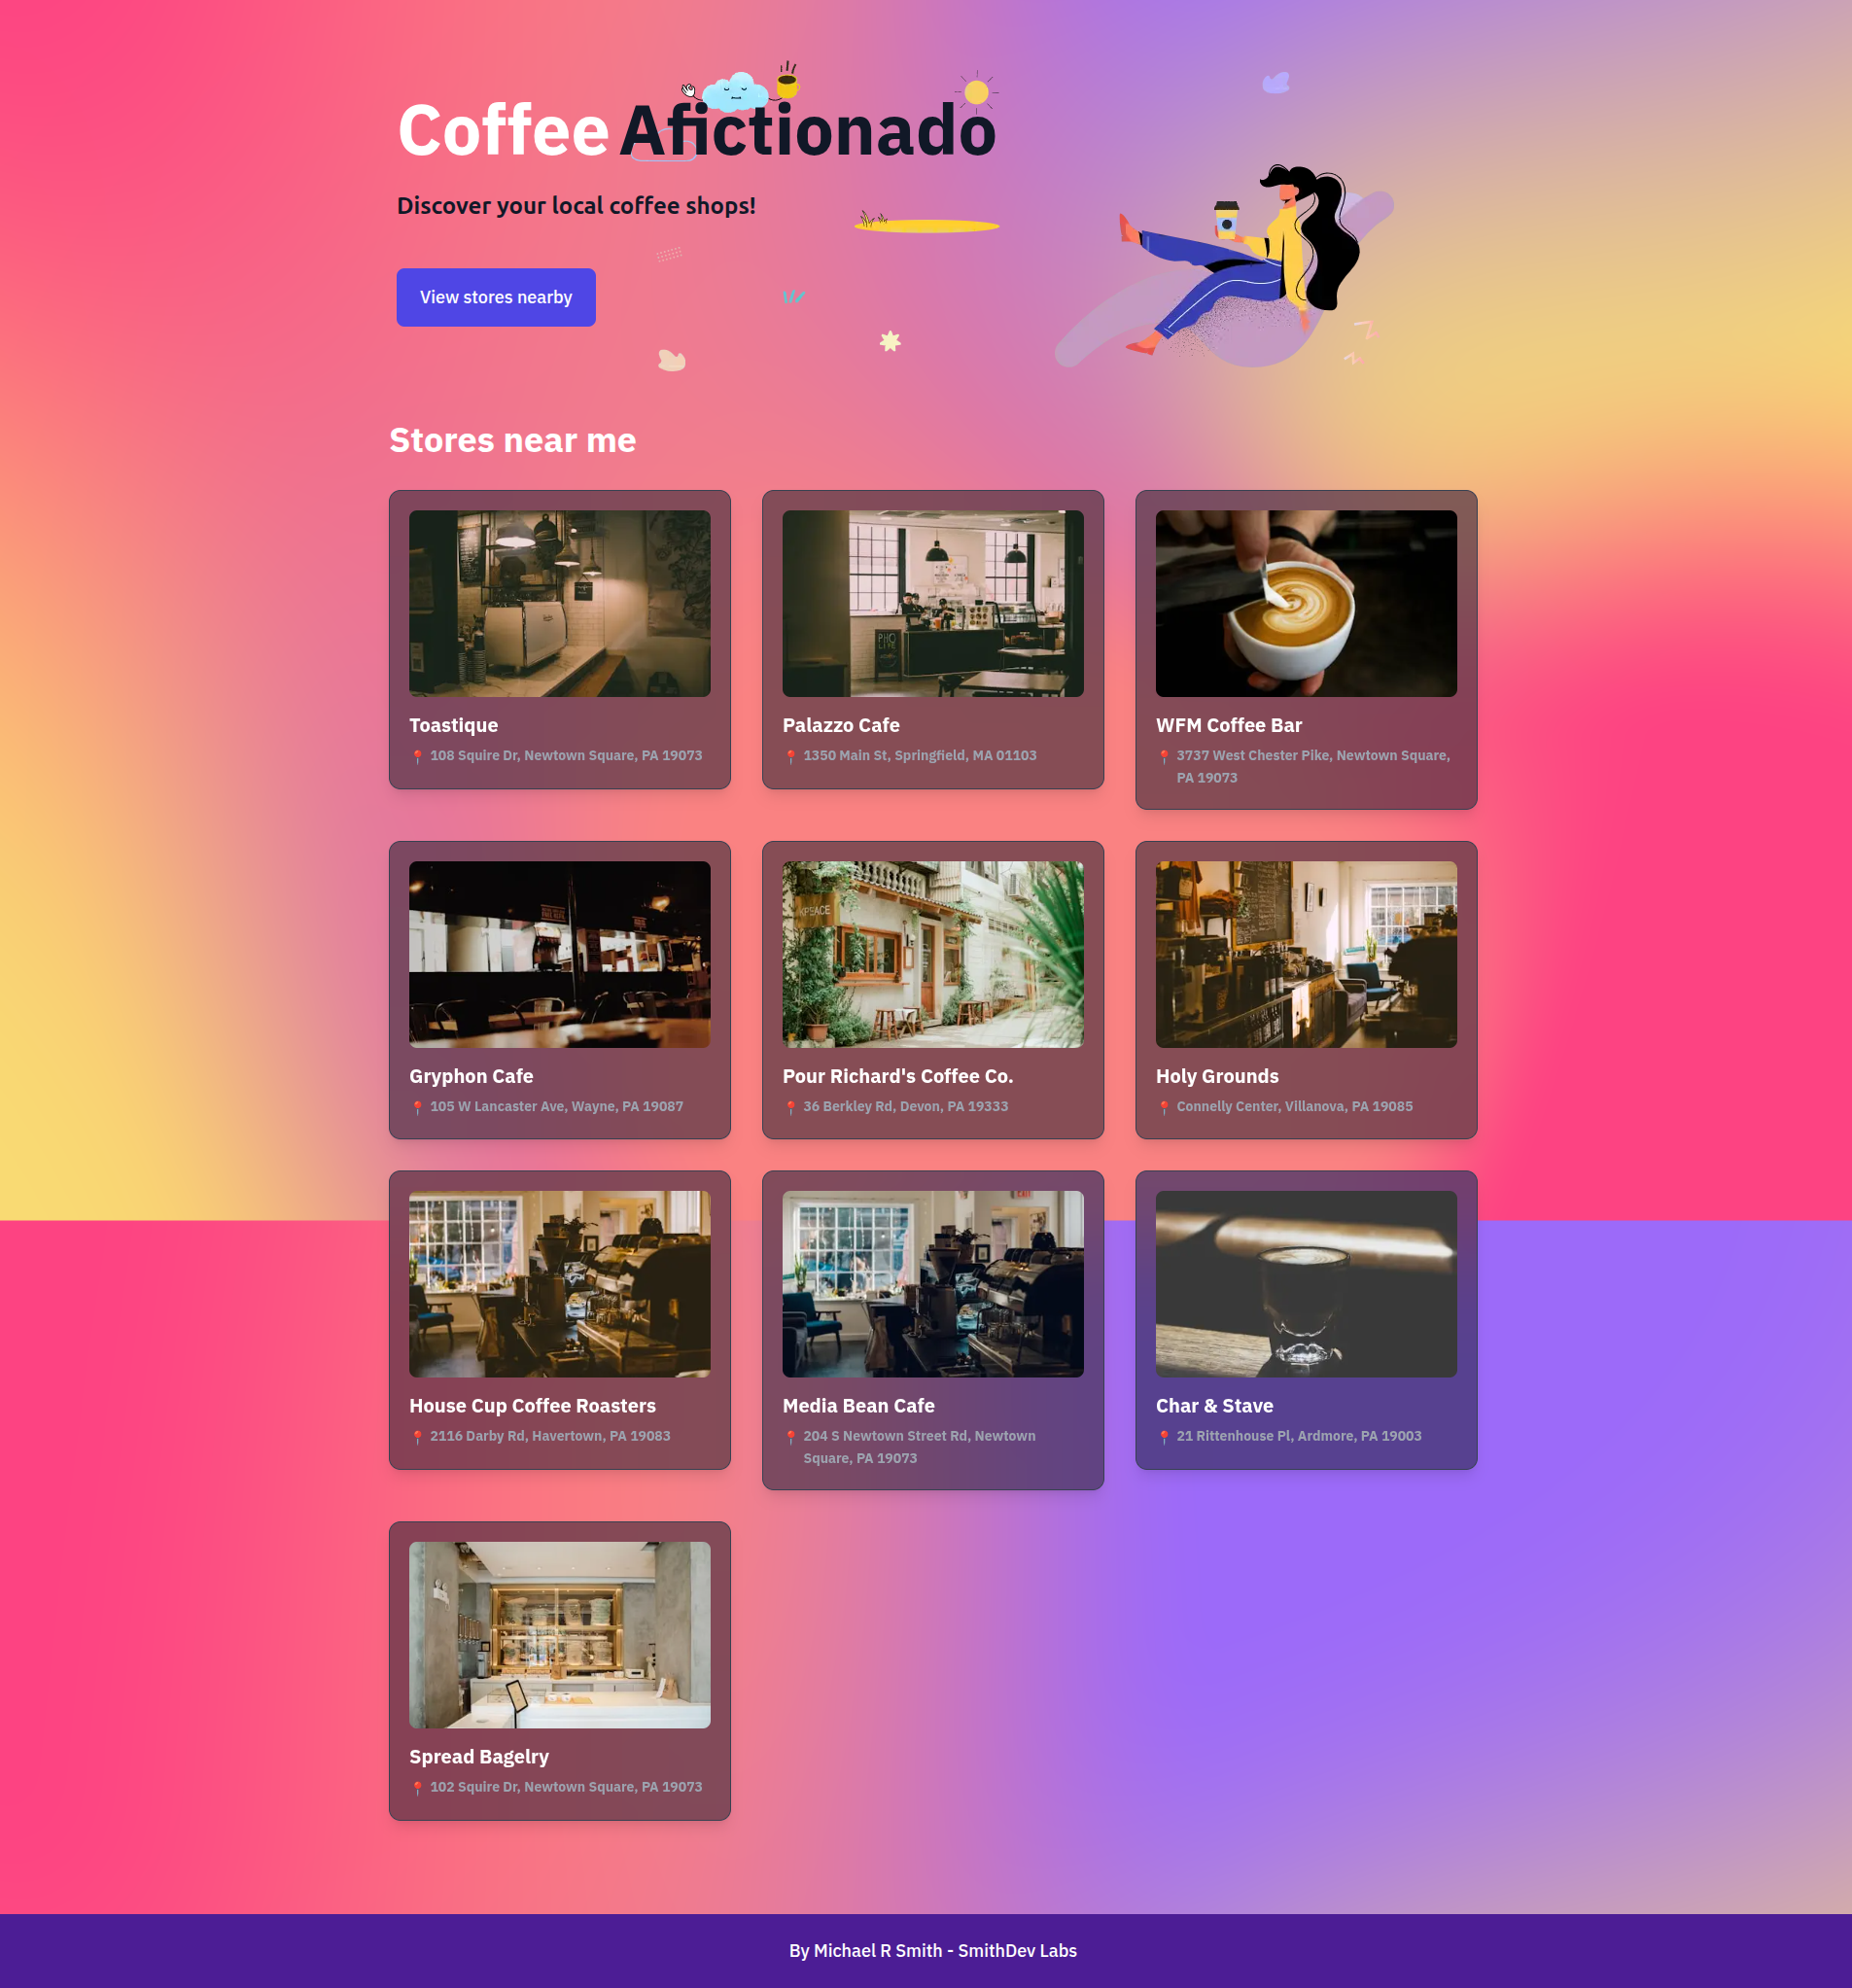 Coffee Afictionado
Discover your local coffee shops!
View stores nearby
Stores near me
Toastique
📍 108 Squire Dr, Newtown Square, PA 19073
Palazzo Cafe
📍 1350 Main St, Springfield, MA 01103
WFM Coffee Bar
📍 3737 West Chester Pike, Newtown Square,
PA 19073
KPEACE
Gryphon Cafe
📍 105 W Lancaster Ave, Wayne, PA 19087
Pour Richard's Coffee Co.
📍 36 Berkley Rd, Devon, PA 19333
Holy Grounds
📍 Connelly Center, Villanova, PA 19085
House Cup Coffee Roasters
📍 2116 Darby Rd, Havertown, PA 19083
Media Bean Cafe
📍 204 S Newtown Street Rd, Newtown
Square, PA 19073
Char & Stave
📍 21 Rittenhouse Pl, Ardmore, PA 19003
Spread Bagelry
📍 102 Squire Dr, Newtown Square, PA 19073
By Michael R Smith - SmithDev Labs